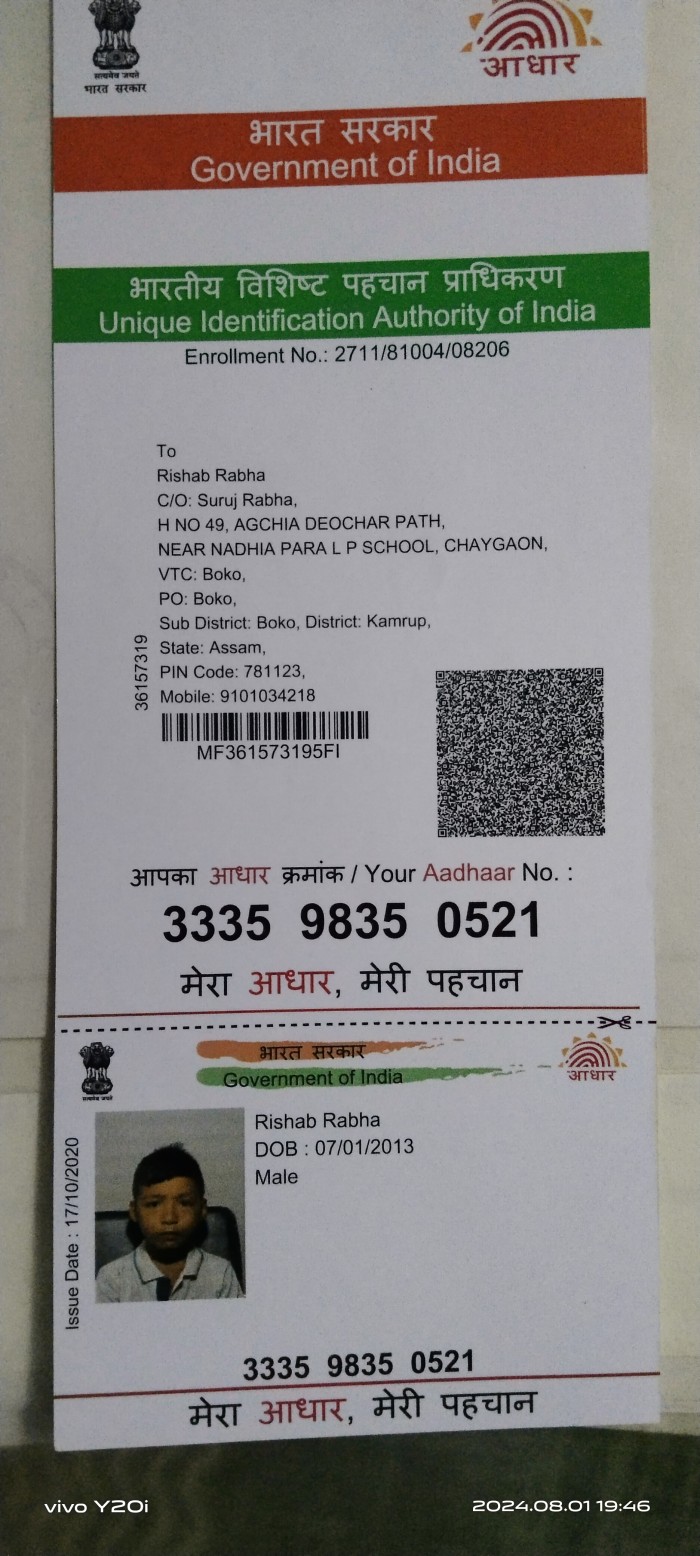 सत्यमेव जयते
भारत सरकार
आधार
भारत सरकार
Government of India
भारतीय विशिष्ट पहचान प्राधिकरण
Unique Identification Authority of India
Enrollment No.: 2711/81004/08206
To
Rishab Rabha
C/O: Suruj Rabha,
H NO 49, AGCHIA DEOCHAR PATH,
NEAR NADHIA PARA L P SCHOOL, CHAYGAON,
VTC: Boko,
PO: Boko,
Sub District: Boko, District: Kamrup,
State: Assam,
PIN Code: 781123,
Mobile: 9101034218
36157319
MF361573195FI
आपका आधार क्रमांक / Your Aadhaar No. :
3335 9835 0521
मेरा आधार, मेरी पहचान
सत्यमेव जयते
भारत सरकार
Government of India
आधार
Issue Date : 17/10/2020
Rishab Rabha
DOB : 07/01/2013
Male
3335 9835 0521
मेरा आधार, मेरी पहचान
vivo Y20i
2024.08.01 19:46